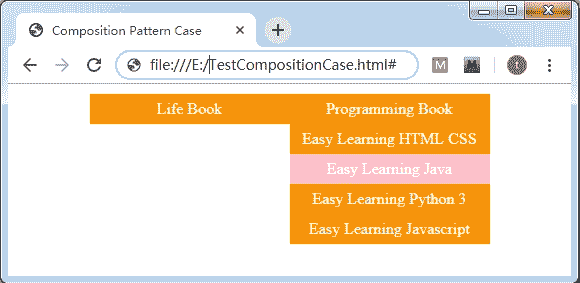 Composition Pattern Case
file:///E:/TestCompositionCase.html#
M
Life Book Programming Book
Easy Learning HTML CSS
Easy Learning Java
Easy Learning Python 3
Easy Learning Javascript